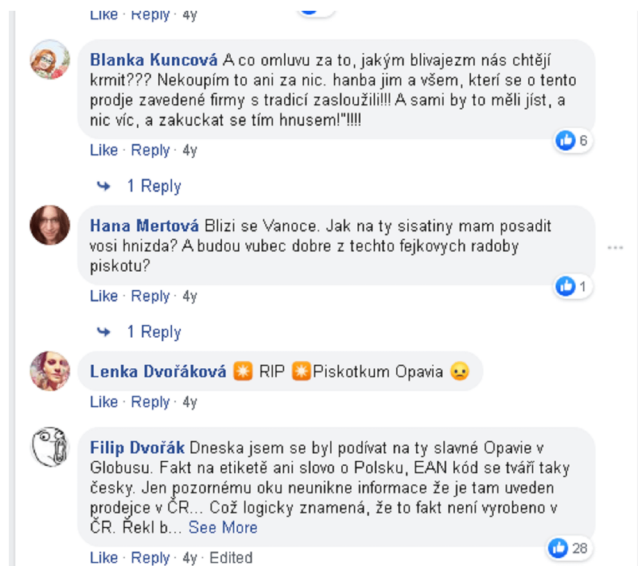 Like · Reply · 4y
Blanka Kuncová A co omluvu za to, jakým blivajezm nás chtějí
krmit??? Nekoupím to ani za nic. hanba jim a všem, kterí se o tento
prodje zavedené firmy s tradicí zasloužili!!! A sami by to měli jíst, a
nic víc, a zakuckat se tím hnusem!"!!!!
6
Like · Reply · 4y
1 Reply
Hana Mertová Blizi se Vanoce. Jak na ty sisatiny mam posadit
vosi hnizda? A budou vubec dobre z techto fejkovych radoby
piskotu?
1
Like · Reply · 4y
1 Reply
Lenka Dvořáková 💥 RIP 💥Piskotkum Opavia 😞
Like · Reply · 4y
Filip Dvořák Dneska jsem se byl podívat na ty slavné Opavie v
Globusu. Fakt na etiketě ani slovo o Polsku, EAN kód se tváří taky
česky. Jen pozornému oku neunikne informace že je tam uveden
prodejce v ČR... Což logicky znamená, že to fakt není vyrobeno v
ČR. Řekl b... See More
28
Like · Reply · 4y · Edited